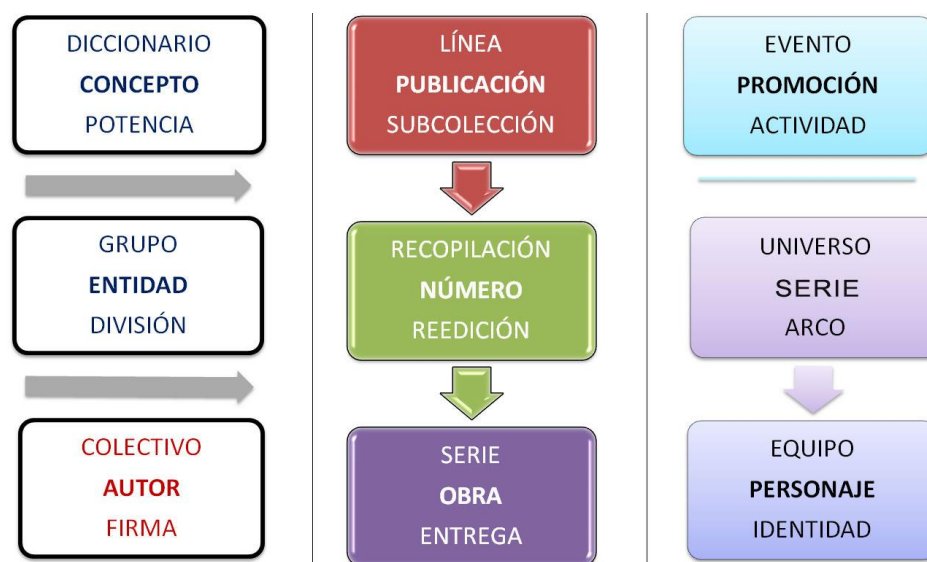 DICCIONARIO
CONCEPTO
POTENCIA
GRUPO
ENTIDAD
DIVISIÓN
COLECTIVO
AUTOR
FIRMA
LÍNEA
PUBLICACIÓN
SUBCOLECCIÓN
RECOPILACIÓN
NÚMERO
REEDICIÓN
SERIE
OBRA
ENTREGA
EVENTO
PROMOCIÓN
ACTIVIDAD
UNIVERSO
SERIE
ARCO
EQUIPO
PERSONAJE
IDENTIDAD